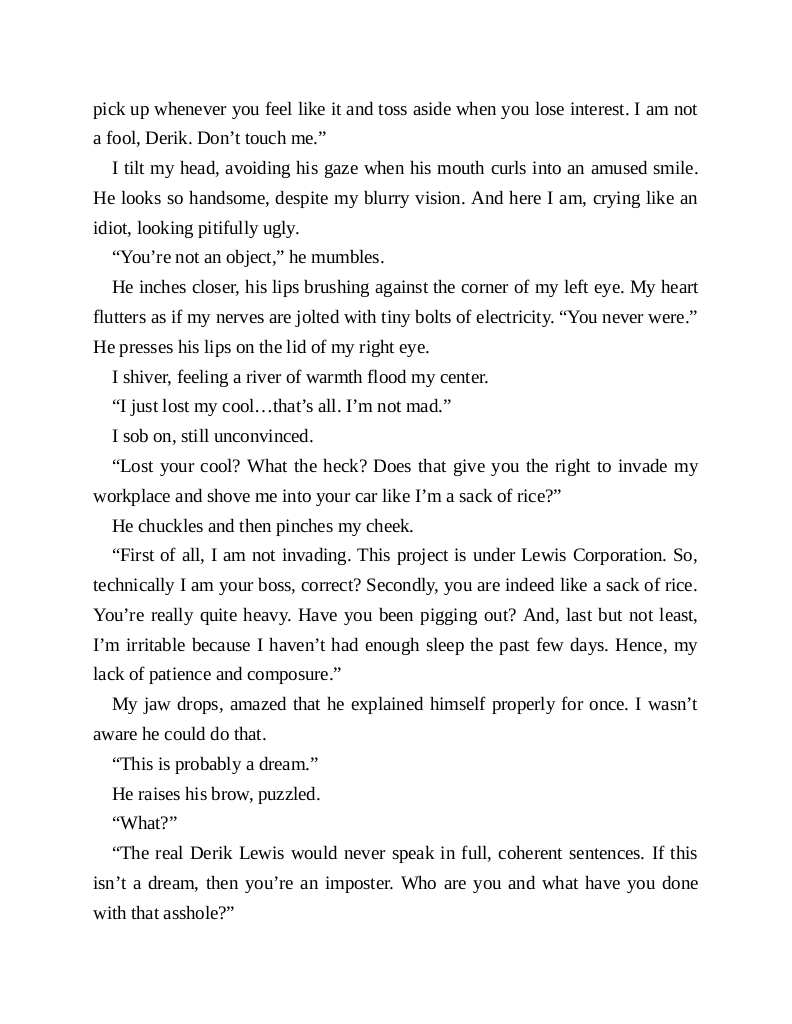 pick up whenever you feel like it and toss aside when you lose interest. I am not
a fool, Derik. Don’t touch me.”
I tilt my head, avoiding his gaze when his mouth curls into an amused smile.
He looks so handsome, despite my blurry vision. And here I am, crying like an
idiot, looking pitifully ugly.
“You’re not an object,” he mumbles.
He inches closer, his lips brushing against the corner of my left eye. My heart
flutters as if my nerves are jolted with tiny bolts of electricity. “You never were.”
He presses his lips on the lid of my right eye.
I shiver, feeling a river of warmth flood my center.
“I just lost my cool…that’s all. I’m not mad.”
I sob on, still unconvinced.
“Lost your cool? What the heck? Does that give you the right to invade my
workplace and shove me into your car like I’m a sack of rice?”
He chuckles and then pinches my cheek.
“First of all, I am not invading. This project is under Lewis Corporation. So,
technically I am your boss, correct? Secondly, you are indeed like a sack of rice.
You’re really quite heavy. Have you been pigging out? And, last but not least,
I’m irritable because I haven’t had enough sleep the past few days. Hence, my
lack of patience and composure.”
My jaw drops, amazed that he explained himself properly for once. I wasn’t
aware he could do that.
“This is probably a dream.”
He raises his brow, puzzled.
“What?”
“The real Derik Lewis would never speak in full, coherent sentences. If this
isn’t a dream, then you’re an imposter. Who are you and what have you done
with that asshole?”